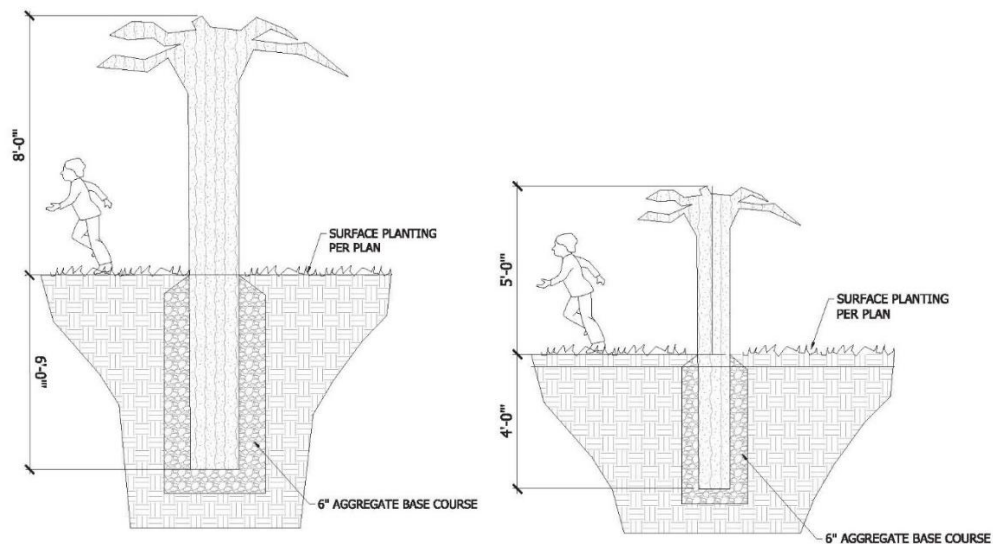 8'-0"
SURFACE PLANTING
PER PLAN
6'-0"
6" AGGREGATE BASE COURSE
5'-0"
SURFACE PLANTING
PER PLAN
4'-0"
6" AGGREGATE BASE COURSE